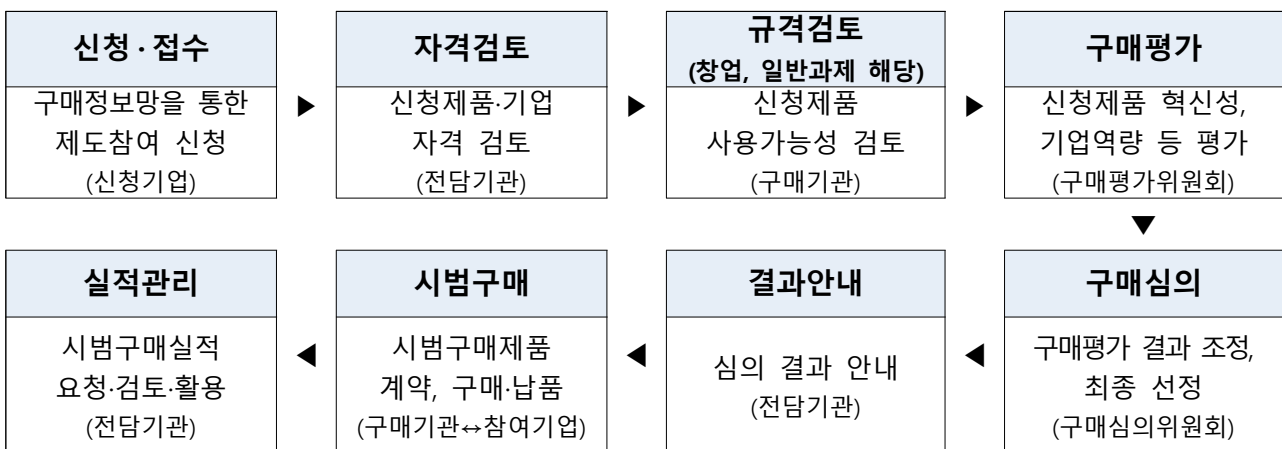 신청·접수
구매정보망을 통한
제도참여 신청
(신청기업)
▶
자격검토
신청제품·기업
자격 검토
(전담기관)
▶
규격검토
(창업, 일반과제 해당)
신청제품
사용가능성 검토
(구매기관)
▶
구매평가
신청제품 혁신성,
기업역량 등 평가
(구매평가위원회)
▼
구매심의
구매평가 결과 조정,
최종 선정
(구매심의위원회)
◀
결과안내
심의 결과 안내
(전담기관)
◀
시범구매
시범구매제품
계약, 구매·납품
(구매기관↔참여기업)
◀
실적관리
시범구매실적
요청·검토·활용
(전담기관)